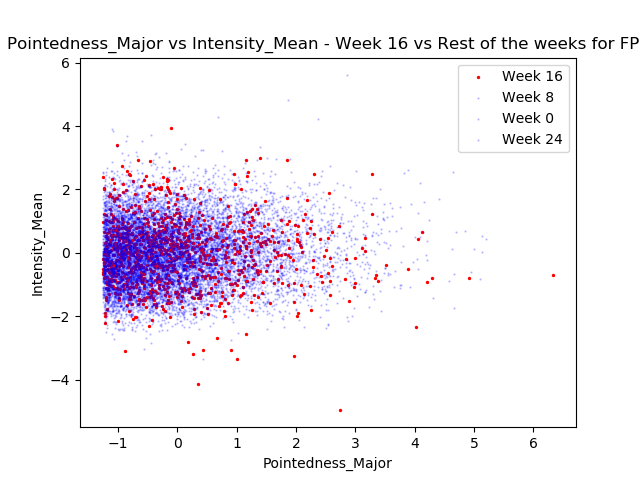 Pointedness_Major vs Intensity_Mean - Week 16 vs Rest of the weeks for FP
Week 16
Week 8
Week 0
Week 24
6
4
2
0
−2
−4
Intensity_Mean
−1
0
1
2
3
4
5
6
Pointedness_Major